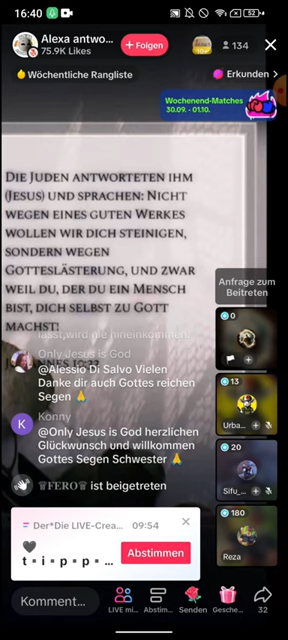 16:40
52
Alexa antwo...
75.9K Likes
+ Folgen
134
Wöchentliche Rangliste
Erkunden >
Wochenend-Matches
30.09. - 01.10.
Die Juden antworteten ihm
(Jesus) und sprachen: Nicht
wegen eines guten Werkes
wollen wir dich steinigen,
sondern wegen
Gotteslästerung, und zwar
weil du, der du ein Mensch
bist, dich selbst zu Gott
machst!
Anfrage zum
Beitreten
lässt, wird nie hineinkommen
Only Jesus is God
@Alessio Di Salvo Vielen
Danke dir auch Gottes reichen
Segen 🙏
K
Konny
@Only Jesus is God herzlichen
Glückwunsch und willkommen
Gottes Segen Schwester 🙏
♕FERO♕ ist beigetreten
0
13
Urba...
20
Sifu_...
180
Reza
Der*Die LIVE-Crea...
09:54
🖤
t • i • p • p • ...
Abstimmen
Komment...
LIVE mi...
Abstim...
Senden
Gesche...
32